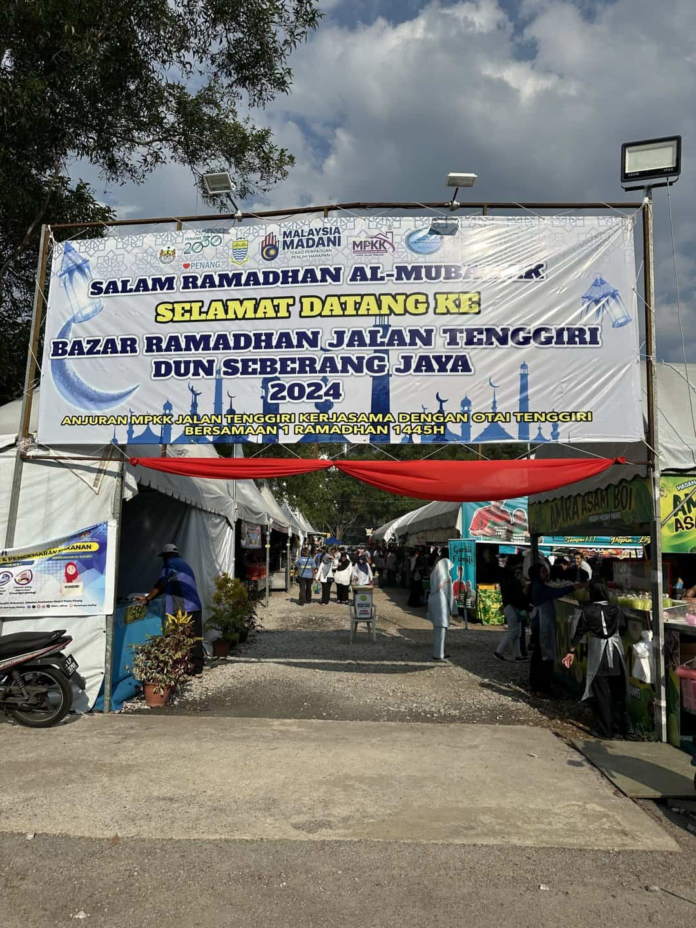 2030
♥PENANG
MALAYSIA
MADANI
MPKK
SALAM RAMADHAN AL-MUBARAK
SELAMAT DATANG KE
BAZAR RAMADHAN JALAN TENGGIRI
DUN SEBERANG JAYA
2024
ANJURAN MPKK JALAN TENGGIRI KERJASAMA DENGAN OTAI TENGGIRI
BERSAMAAN 1 RAMADHAN 1445H